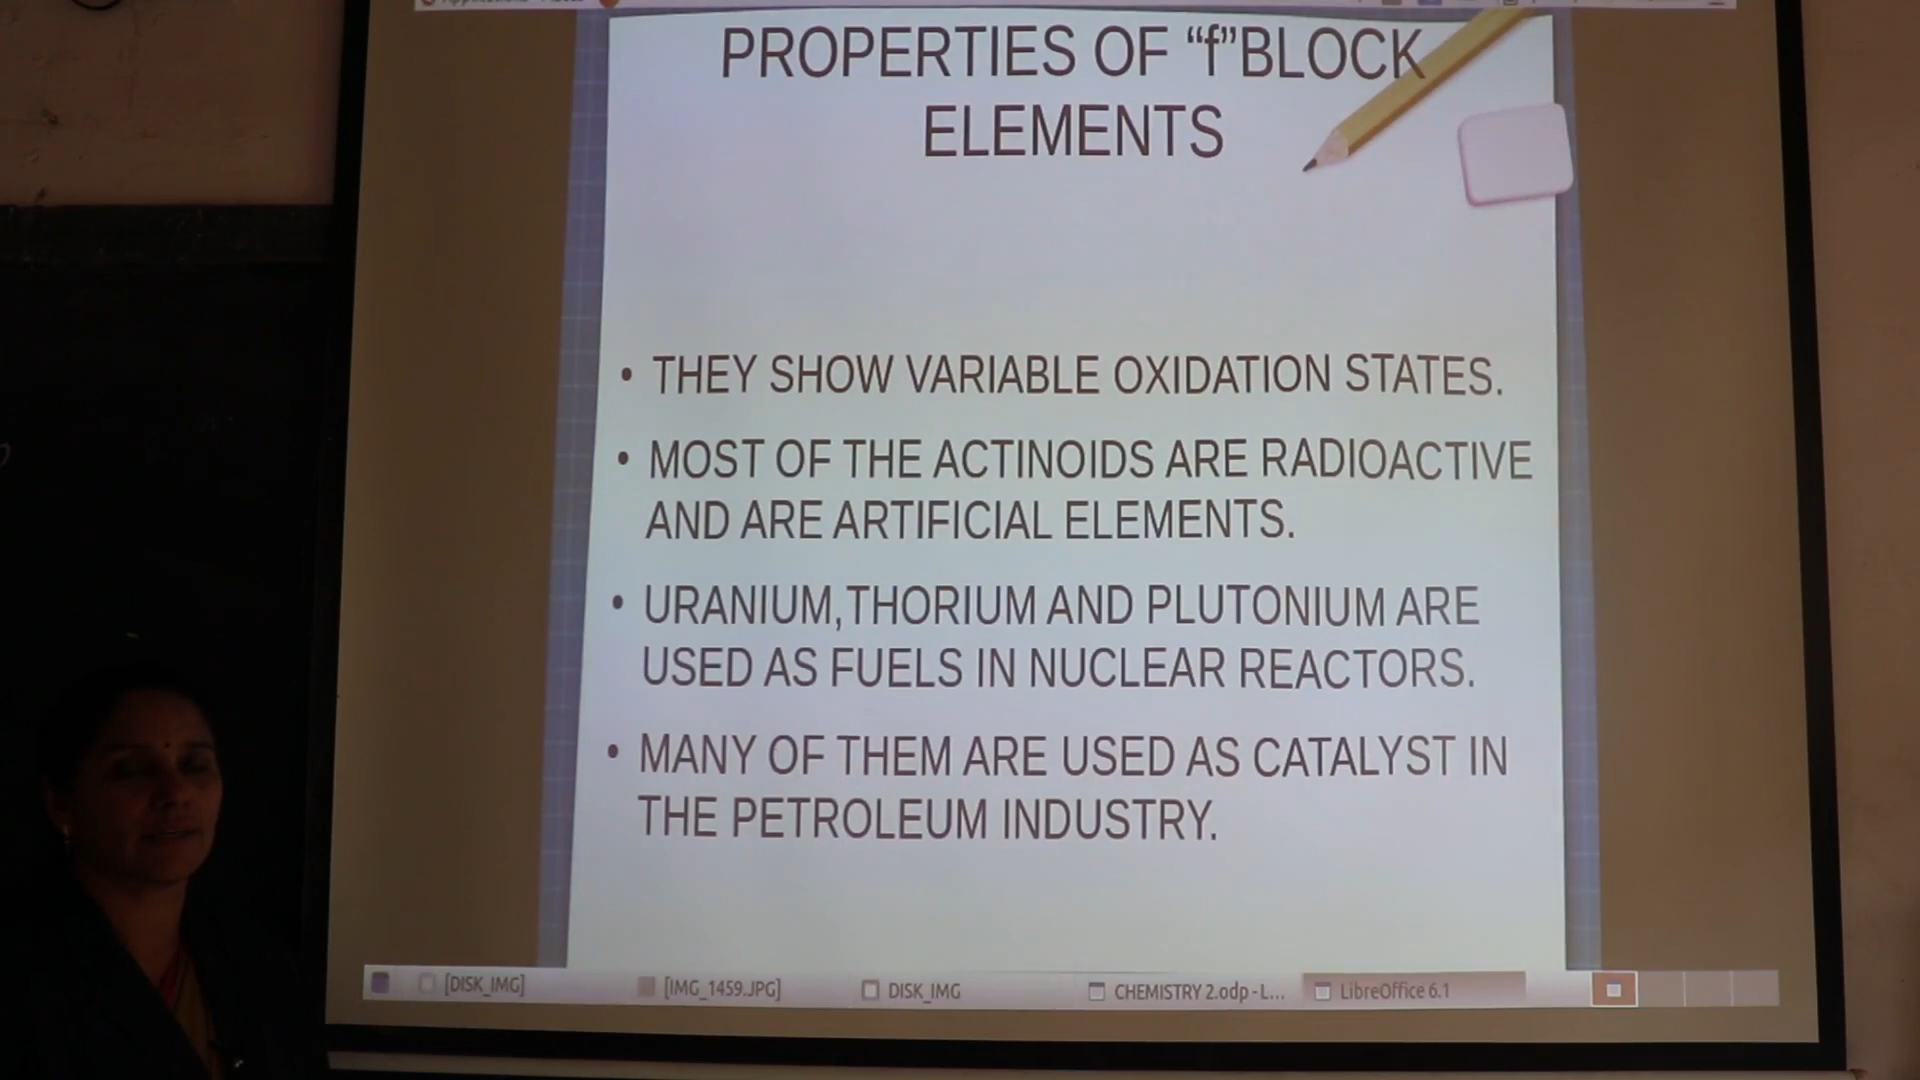 PROPERTIES OF “f”BLOCK
ELEMENTS
• THEY SHOW VARIABLE OXIDATION STATES.
• MOST OF THE ACTINOIDS ARE RADIOACTIVE
AND ARE ARTIFICIAL ELEMENTS.
• URANIUM,THORIUM AND PLUTONIUM ARE
USED AS FUELS IN NUCLEAR REACTORS.
• MANY OF THEM ARE USED AS CATALYST IN
THE PETROLEUM INDUSTRY.
[DISK_IMG] [IMG_1459.JPG] DISK_IMG CHEMISTRY 2.odp - L... LibreOffice 6.1